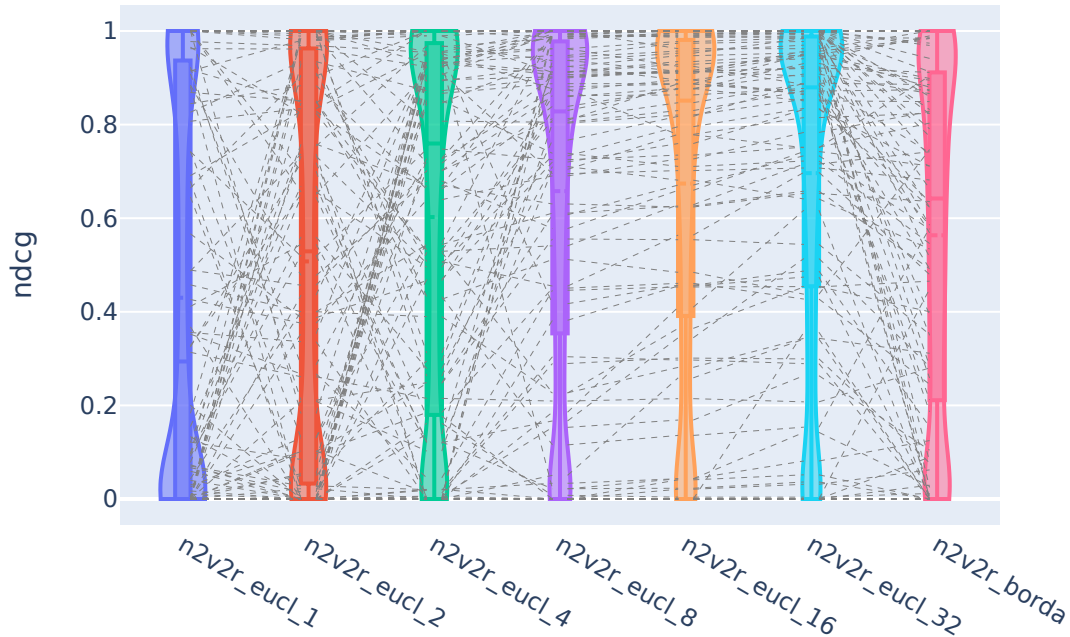 1
0.8
0.6
0.4
0.2
0
ndcg
n2v2r_eucl_1
n2v2r_eucl_2
n2v2r_eucl_4
n2v2r_eucl_8
n2v2r_eucl_16
n2v2r_eucl_32
n2v2r_borda